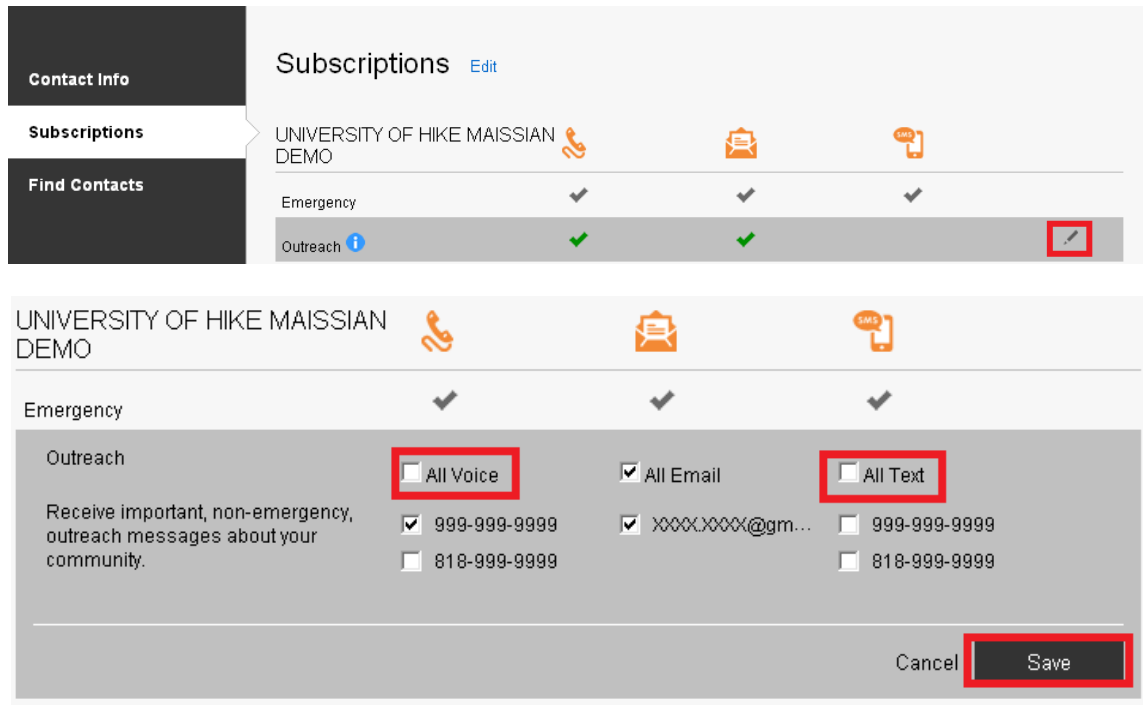 Subscriptions Edit
Contact Info
Subscriptions
Find Contacts
UNIVERSITY OF HIKE MAISSIAN
DEMO
SMS
Emergency
Outreach i
UNIVERSITY OF HIKE MAISSIAN
DEMO
SMS
Emergency
Outreach
All Voice
All Email
All Text
Receive important, non-emergency,
outreach messages about your
community.
999-999-9999
818-999-9999
XXXX.XXXX@gm...
999-999-9999
818-999-9999
Cancel
Save